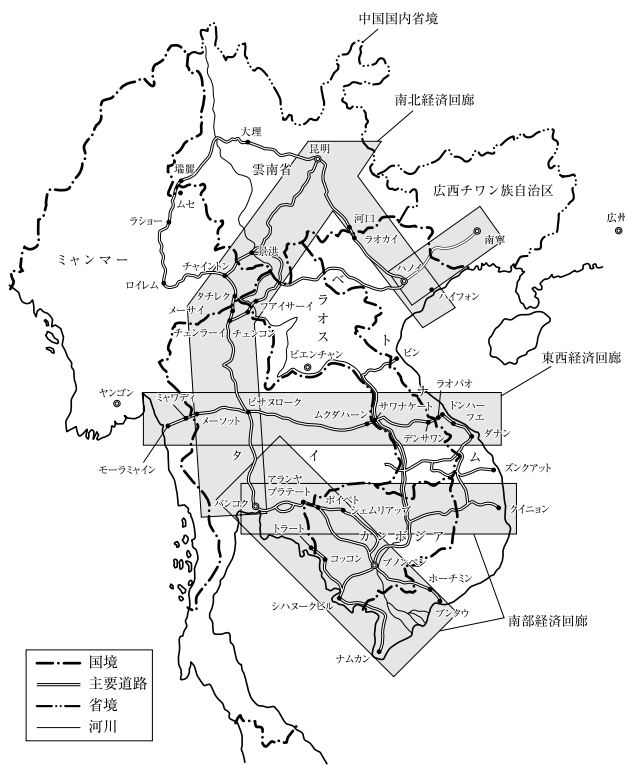 中国国内省境
南北経済回廊
大理
昆明
雲南省
瑞麗
ムセ
広西チワン族自治区
ラショー
河口
ラオカイ
南寧
広州
景洪
ミャンマー
チャイントン
ハノイ
ロイレム
タチレク
ハイフォン
メーサイ
フアイサーイ
チェンラーイ
チェンコン
ラオス
ベトナム
ビエンチャン
ビン
東西経済回廊
ヤンゴン
ミャワディ
ピサヌローク
ムクダハーン
サワナケート
ラオバオ
ドンハー
フエ
メーソット
デンサワン
ダナン
モーラミャイン
タイ
ズンクアット
アランヤ
プラテート
バンコク
ポイペト
シェムリアップ
クイニョン
トラート
カンボジア
コッコン
プノンペン
ホーチミン
シハヌークビル
ブンタウ
南部経済回廊
ナムカン
国境
主要道路
省境
河川